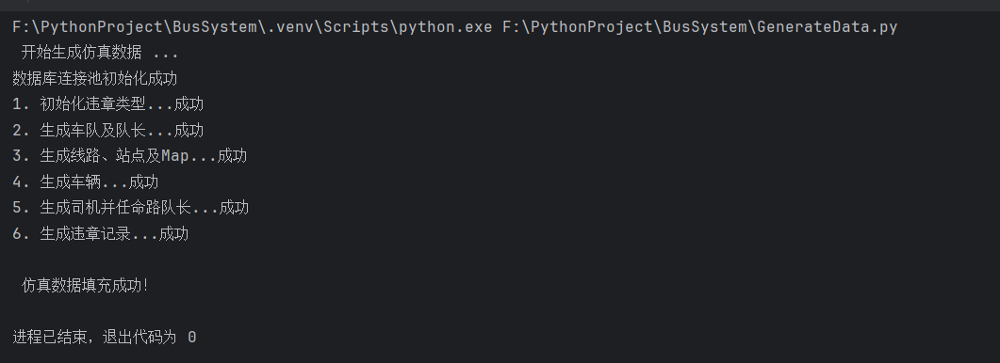 F:\PythonProject\BusSystem\.venv\Scripts\python.exe F:\PythonProject\BusSystem\GenerateData.py
开始生成仿真数据 ...
数据库连接池初始化成功
1. 初始化违章类型...成功
2. 生成车队及队长...成功
3. 生成线路、站点及Map...成功
4. 生成车辆...成功
5. 生成司机并任命路队长...成功
6. 生成违章记录...成功
仿真数据填充成功!
进程已结束，退出代码为 0